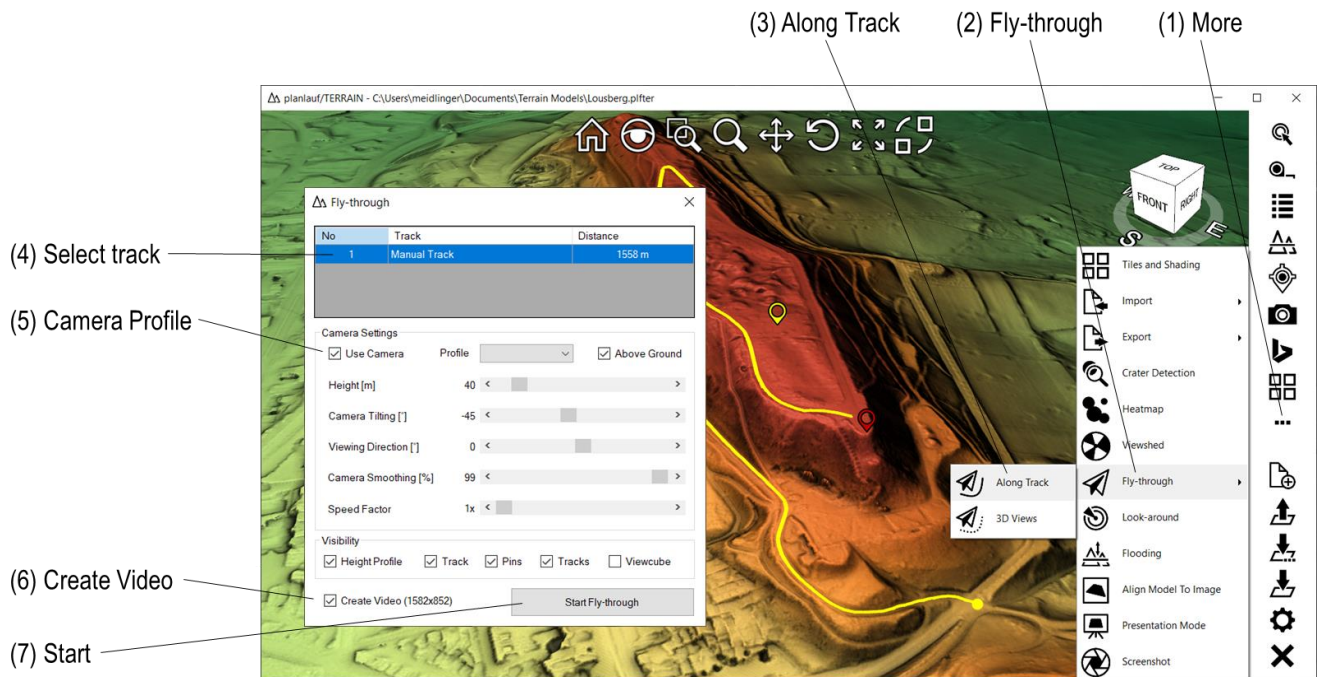 (3) Along Track (2) Fly-through (1) More
planlauf/TERRAIN - C:\Users\meidlinger\Documents\Terrain Models\Lousberg.plfter
TOP
FRONT RIGHT
S E
Fly-through
No Track Distance
1 Manual Track 1558 m
(4) Select track
(5) Camera Profile
Camera Settings
Use Camera Profile Above Ground
Height [m] 40
Camera Tilting [°] -45
Viewing Direction [°] 0
Camera Smoothing [%] 99
Speed Factor 1x
Visibility
Height Profile Track Pins Tracks Viewcube
(6) Create Video
Create Video (1582x852) Start Fly-through
(7) Start
Tiles and Shading
Import
Export
Crater Detection
Heatmap
Viewshed
Fly-through
Along Track
3D Views
Look-around
Flooding
Align Model To Image
Presentation Mode
Screenshot